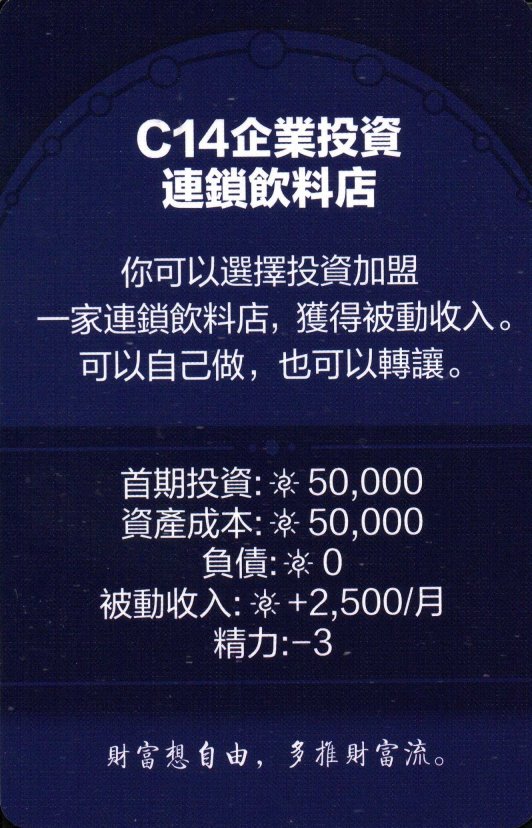 C14企業投資
連鎖飲料店
你可以選擇投資加盟
一家連鎖飲料店，獲得被動收入。
可以自己做，也可以轉讓。
首期投資: 50,000
資產成本: 50,000
負債: 0
被動收入: +2,500/月
精力:−3
財富想自由，多推財富流。